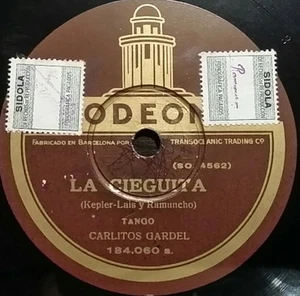 ODEON
SIDOLA
SIDOLA
FABRICADO EN BARCELONA POR TRANSOCEANIC TRADING Cº
(SO 4562)
LA CIEGUITA
(Kepler-Lais y Ramuncho)
TANGO
CARLITOS GARDEL
184.060 a.